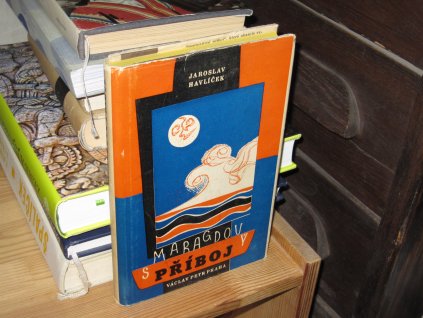 JAROSLAV
HAVLÍČEK
SMARAGDOVÝ
PŘÍBOJ
VÁCLAV PETR PRAHA